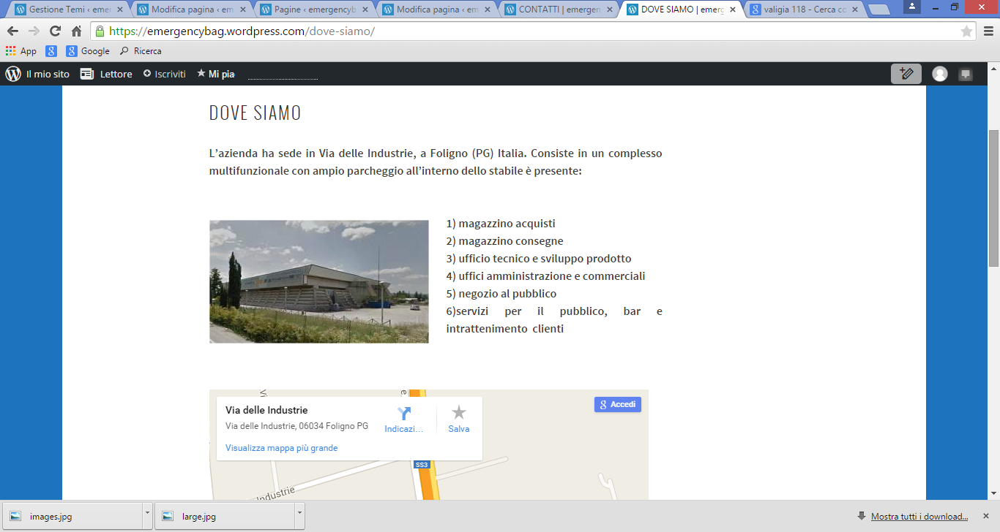 Gestione Temi ‹ emer
Modifica pagina ‹ em
Pagine ‹ emergencyb
Modifica pagina ‹ em
CONTATTI | emergen
DOVE SIAMO | emerg
valigia 118 - Cerca co
https://emergencybag.wordpress.com/dove-siamo/
App
Google
Ricerca
Il mio sito
Lettore
Iscriviti
Mi pia
DOVE SIAMO
L'azienda ha sede in Via delle Industrie, a Foligno (PG) Italia. Consiste in un complesso
multifunzionale con ampio parcheggio all'interno dello stabile è presente:
1) magazzino acquisti
2) magazzino consegne
3) ufficio tecnico e sviluppo prodotto
4) uffici amministrazione e commerciali
5) negozio al pubblico
6)servizi per il pubblico, bar e
intrattenimento clienti
Via delle Industrie
Via delle Industrie, 06034 Foligno PG
Visualizza mappa più grande
Indicazi...
Salva
Accedi
SS3
Industrie
images.jpg
large.jpg
Mostra tutti i download...